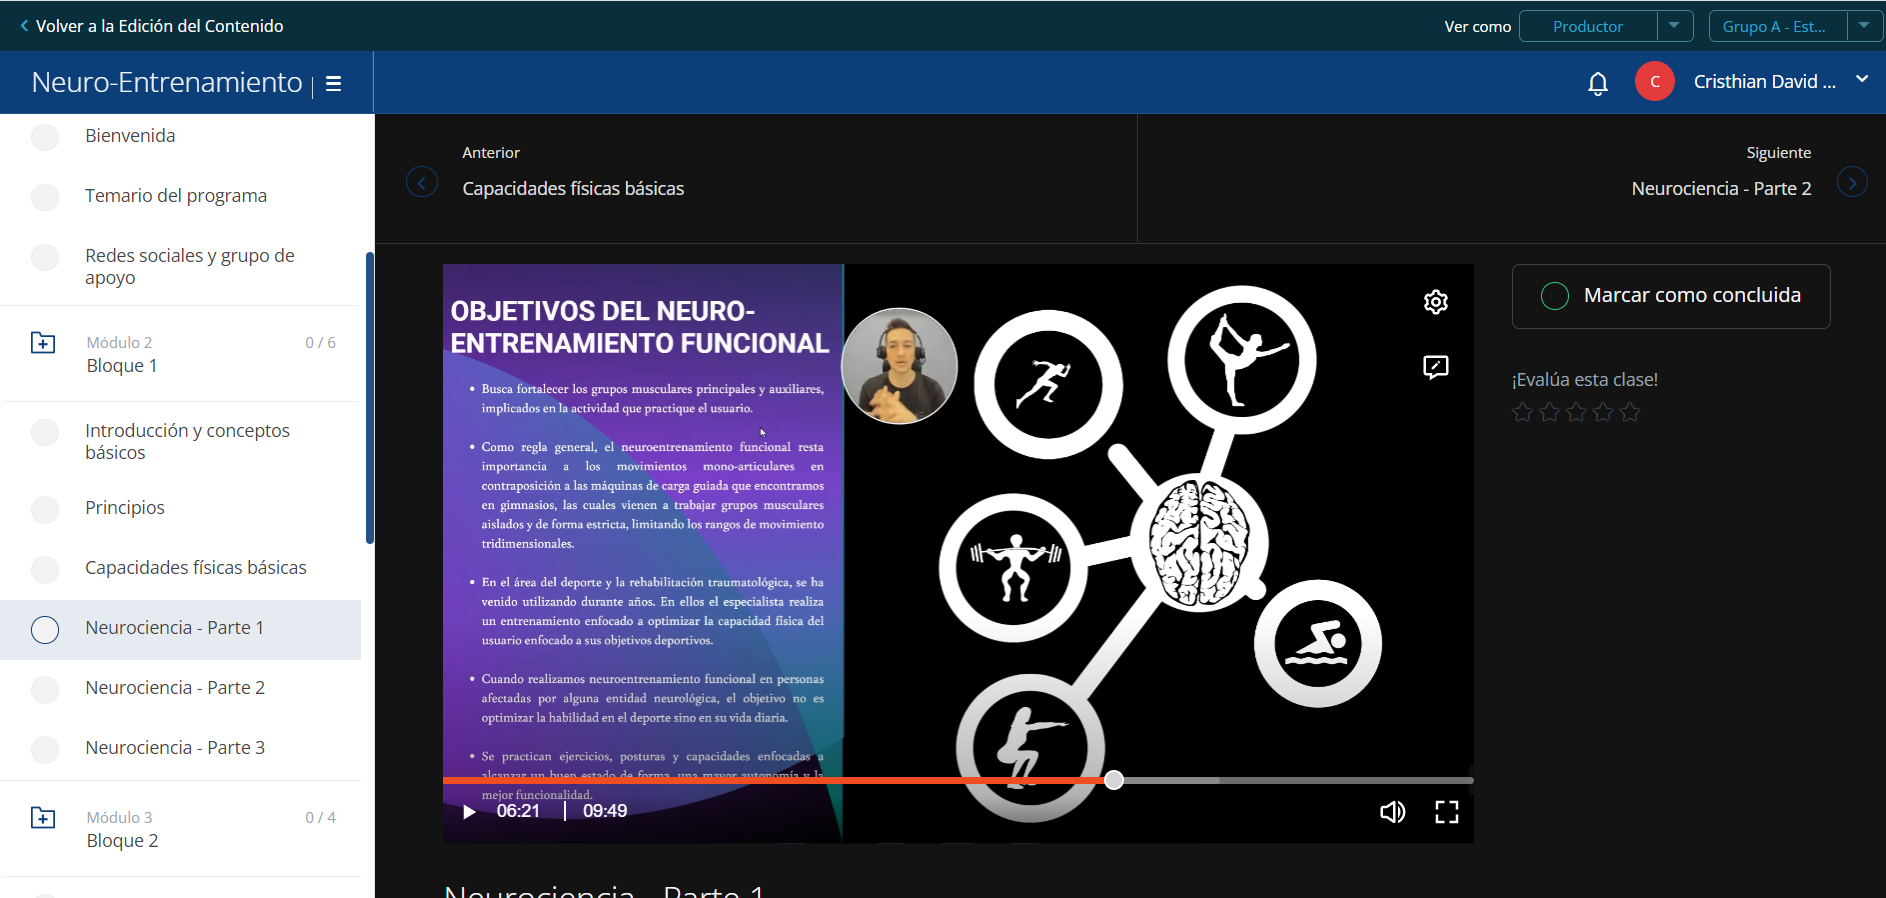 Volver a la Edición del Contenido
Ver como
Productor
Grupo A - Est...
Neuro-Entrenamiento
C
Cristhian David ...
Bienvenida
Temario del programa
Redes sociales y grupo de
apoyo
Módulo 2
0 / 6
Bloque 1
Introducción y conceptos
básicos
Principios
Capacidades físicas básicas
Neurociencia - Parte 1
Neurociencia - Parte 2
Neurociencia - Parte 3
Módulo 3
0 / 4
Bloque 2
Anterior
Capacidades físicas básicas
Siguiente
Neurociencia - Parte 2
OBJETIVOS DEL NEURO-
ENTRENAMIENTO FUNCIONAL
• Busca fortalecer los grupos musculares principales y auxiliares,
implicados en la actividad que practique el usuario.
• Como regla general, el neuroentrenamiento funcional resta
importancia a los movimientos mono-articulares en
contraposición a las máquinas de carga guiada que encontramos
en gimnasios, las cuales vienen a trabajar grupos musculares
aislados y de forma estricta, limitando los rangos de movimiento
tridimensionales.
• En el área del deporte y la rehabilitación traumatológica, se ha
venido utilizando durante años. En ellos el especialista realiza
un entrenamiento enfocado a optimizar la capacidad física del
usuario enfocado a sus objetivos deportivos.
• Cuando realizamos neuroentrenamiento funcional en personas
afectadas por alguna entidad neurológica, el objetivo no es
optimizar la habilidad en el deporte sino en su vida diaria.
• Se practican ejercicios, posturas y capacidades enfocadas a
alcanzar un buen estado de forma, una mayor autonomía y la
mejor funcionalidad.
06:21
09:49
Marcar como concluida
¡Evalúa esta clase!
Neurociencia - Parte 1